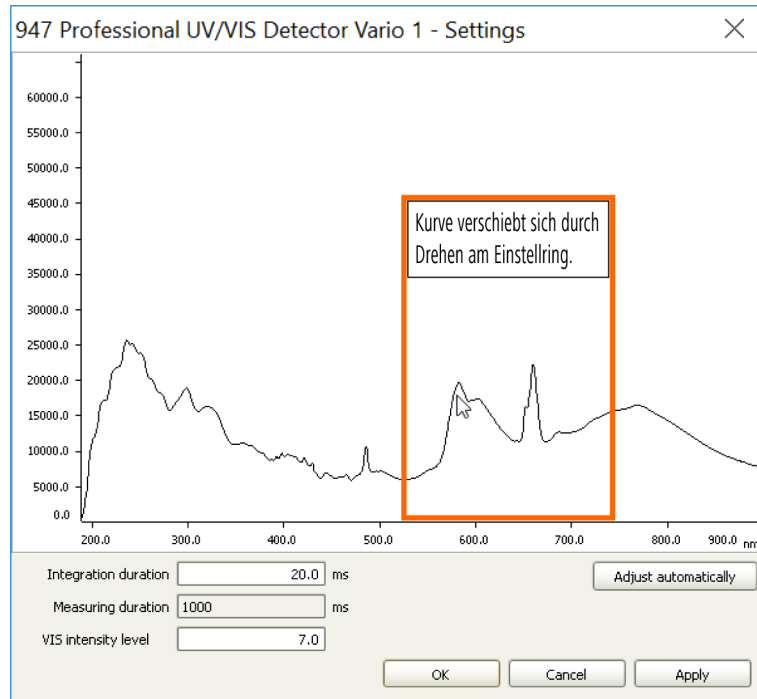 947 Professional UV/VIS Detector Vario 1 - Settings
60000.0
55000.0
50000.0
45000.0
40000.0
35000.0
30000.0
25000.0
20000.0
15000.0
10000.0
5000.0
0.0
Kurve verschiebt sich durch
Drehen am Einstellring.
200.0 300.0 400.0 500.0 600.0 700.0 800.0 900.0 nm
Integration duration 20.0 ms
Adjust automatically
Measuring duration 1000 ms
VIS intensity level 7.0
OK Cancel Apply